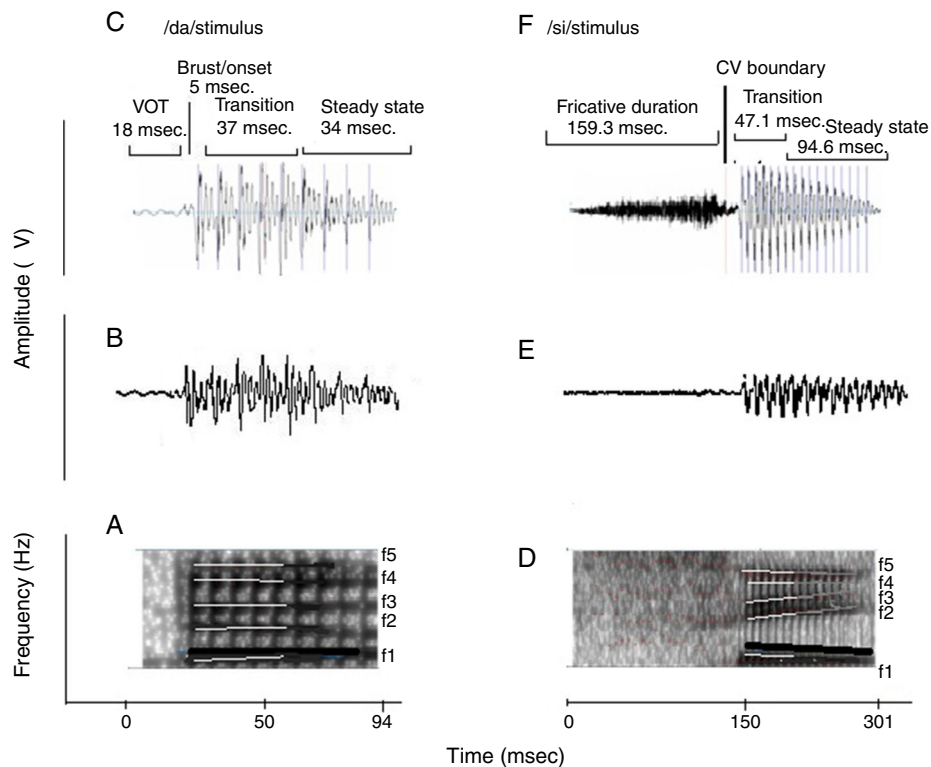 C
/da/stimulus
Brust/onset
5 msec.
VOT
18 msec.
Transition
37 msec.
Steady state
34 msec.
F
/si/stimulus
CV boundary
Fricative duration
159.3 msec.
Transition
47.1 msec.
Steady state
94.6 msec.
Amplitude ( V)
B
E
Frequency (Hz)
A
f5
f4
f3
f2
f1
D
f5
f4
f3
f2
f1
0 50 94
0 150 301
Time (msec)